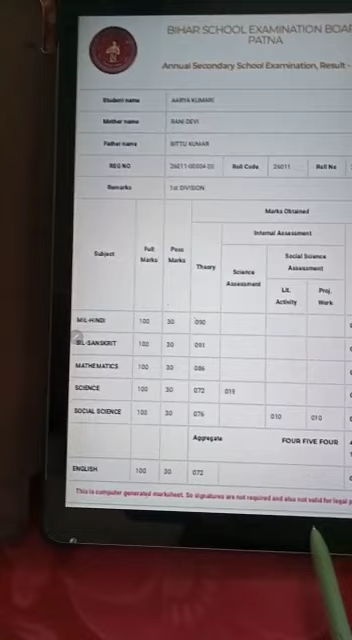 BIHAR SCHOOL EXAMINATION BOAR
PATNA
Annual Secondary School Examination, Result -
Student name AARYA KUMARI
Mother name RANI DEVI
Father name BITTU KUMAR
REG NO Roll Code 26011 Roll No
Remarks 1st DIVISION
Marks Obtained
Internal Assessment
Subject Full Marks Pass Marks Theory Science Assessment Social Science Assessment
Lit. Activity Proj. Work
MIL-HINDI 100 30 090
SIL-SANSKRIT 100 30 091
MATHEMATICS 100 30 086
SCIENCE 100 30 072 019
SOCIAL SCIENCE 100 30 076 010 010
Aggregate FOUR FIVE FOUR
ENGLISH 100 30 072
This is computer generated marksheet. So signatures are not required and also not valid for legal p